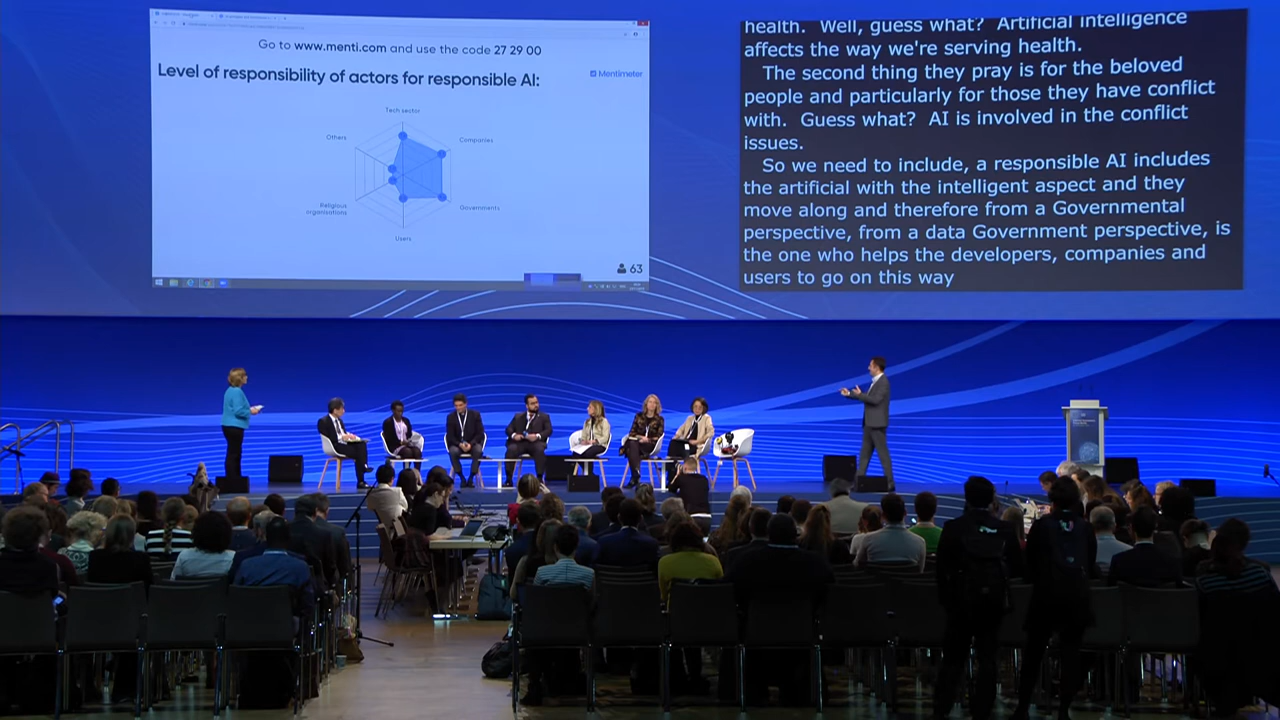 Go to www.menti.com and use the code 27 29 00
Level of responsibility of actors for responsible AI:
Mentimeter
Tech sector
Others
Companies
Religious
organisations
Governments
Users
63
health.  Well, guess what?  Artificial intelligence
affects the way we're serving health.
The second thing they pray is for the beloved
people and particularly for those they have conflict
with.  Guess what?  AI is involved in the conflict
issues.
So we need to include, a responsible AI includes
the artificial with the intelligent aspect and they
move along and therefore from a Governmental
perspective, from a data Government perspective, is
the one who helps the developers, companies and
users to go on this way